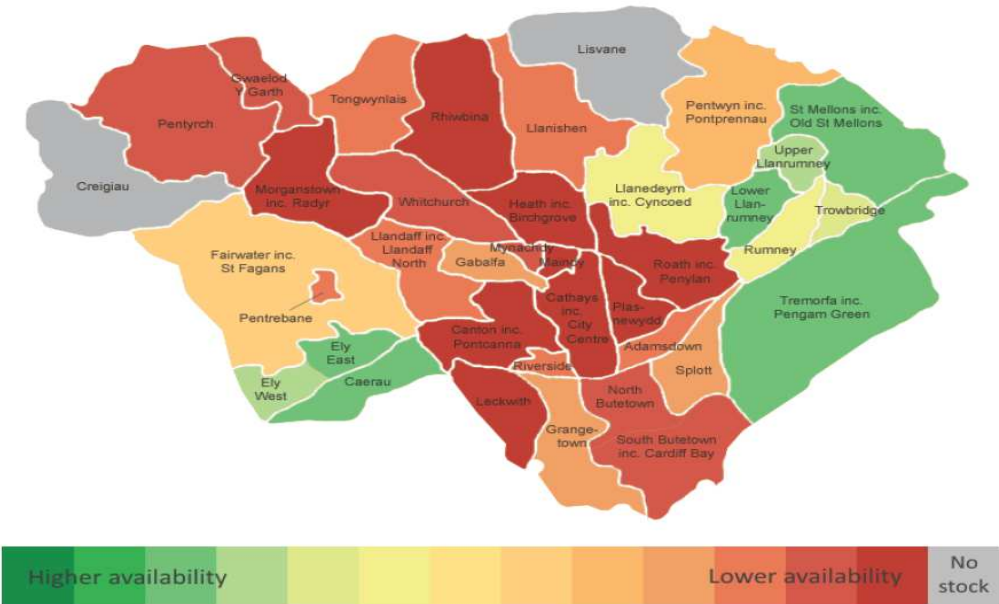 Lisvane
Gwaelod
Y Garth
Tongwynlais
Rhiwbina
Pentyrch
Llanishen
Pentwyn inc.
Pontprennau
St Mellons inc.
Old St Mellons
Upper
Llanrumney
Creigiau
Morganstown
inc. Radyr
Whitchurch
Heath inc.
Birchgrove
Llanedeyrn
inc. Cyncoed
Lower
Llan-
rumney
Trowbridge
Fairwater inc.
St Fagans
Llandaff inc.
Llandaff
North
Gabalfa
Mynachdy
Maindy
Roath inc.
Penylan
Rumney
Pentrebane
Cathays
inc.
City
Centre
Plas-
newydd
Tremorfa inc.
Pengam Green
Canton inc.
Pontcanna
Ely
East
Adamsdown
Riverside
Splott
Ely
West
Caerau
Leckwith
North
Butetown
Grange-
town
South Butetown
inc. Cardiff Bay
Higher availability
Lower availability
No
stock